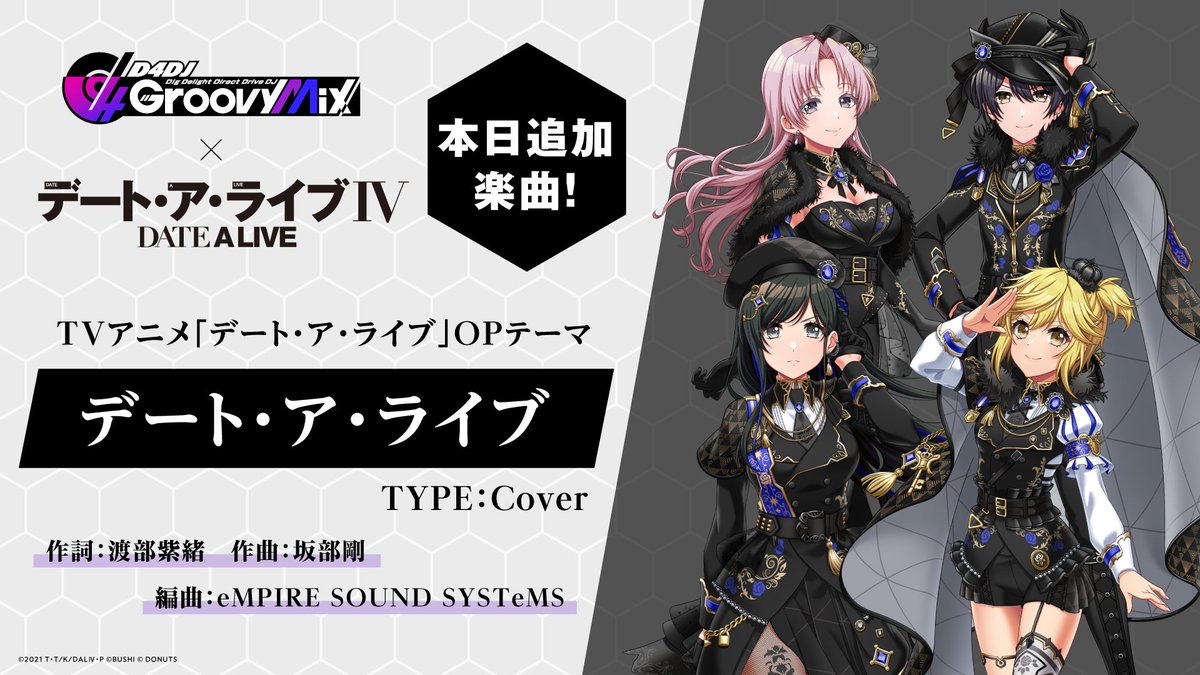 D4DJ
Dig Delight Direct Drive DJ
GroovyMiX
×
DATE A LIVE
デート・ア・ライブⅣ
DATE A LIVE
本日追加
楽曲!
TVアニメ「デート・ア・ライブ」OPテーマ
デート・ア・ライブ
TYPE:Cover
作詞:渡部紫緒 作曲:坂部剛
編曲:eMPIRE SOUND SYSTeMS
©2021 T・T/K/DALⅣ・P ©BUSHI © DONUTS